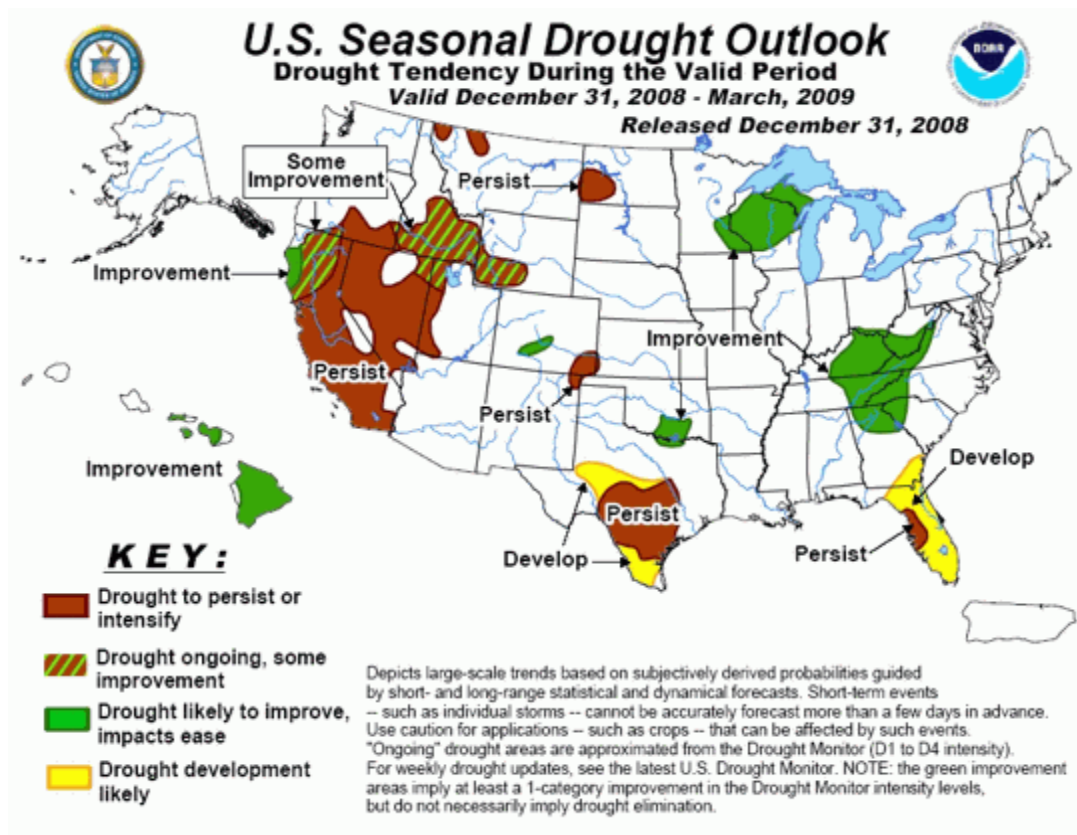 U.S. Seasonal Drought Outlook
Drought Tendency During the Valid Period
Valid December 31, 2008 - March, 2009
Released December 31, 2008
NOAA
Some
Improvement
Persist
Improvement
Improvement
Persist
Persist
Improvement
Develop
Persist
Develop
Persist
KEY:
Drought to persist or
intensify
Drought ongoing, some
improvement
Drought likely to improve,
impacts ease
Drought development
likely
Depicts large-scale trends based on subjectively derived probabilities guided
by short- and long-range statistical and dynamical forecasts. Short-term events
-- such as individual storms -- cannot be accurately forecast more than a few days in advance.
Use caution for applications -- such as crops -- that can be affected by such events.
"Ongoing" drought areas are approximated from the Drought Monitor (D1 to D4 intensity).
For weekly drought updates, see the latest U.S. Drought Monitor. NOTE: the green improvement
areas imply at least a 1-category improvement in the Drought Monitor intensity levels,
but do not necessarily imply drought elimination.